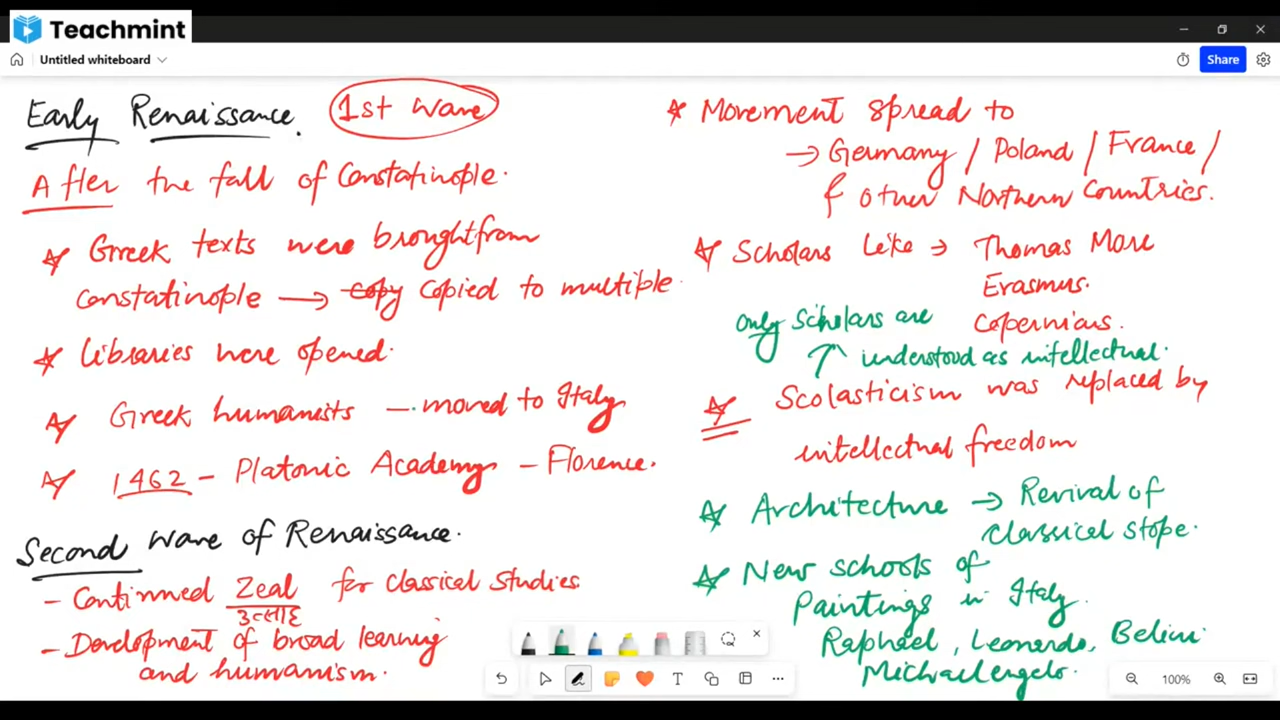 Teachmint
Untitled whiteboard
Share
Early Renaissance. 1st Wave
After the fall of Constatinople.
Greek texts were brought from
Constatinople → copy Copied to multiple.
Libraries were opened.
Greek humanists – moved to Italy
1462 – Platonic Academy – Florence.
Second Wave of Renaissance.
- Continued Zeal for Classical Studies
उत्साह
- Development of broad learning
and humanism.
Movement spread to
→ Germany / Poland / France /
& other Northern Countries.
Scholars like → Thomas More
Erasmus.
Copernicus.
only Scholars are
understood as intellectual.
Scolasticism was replaced by
intellectual freedom
Architecture → Revival of
Classical stope.
New schools of
Paintings in Italy.
Raphael, Leonardo, Belini
Michaelengelo.
100%